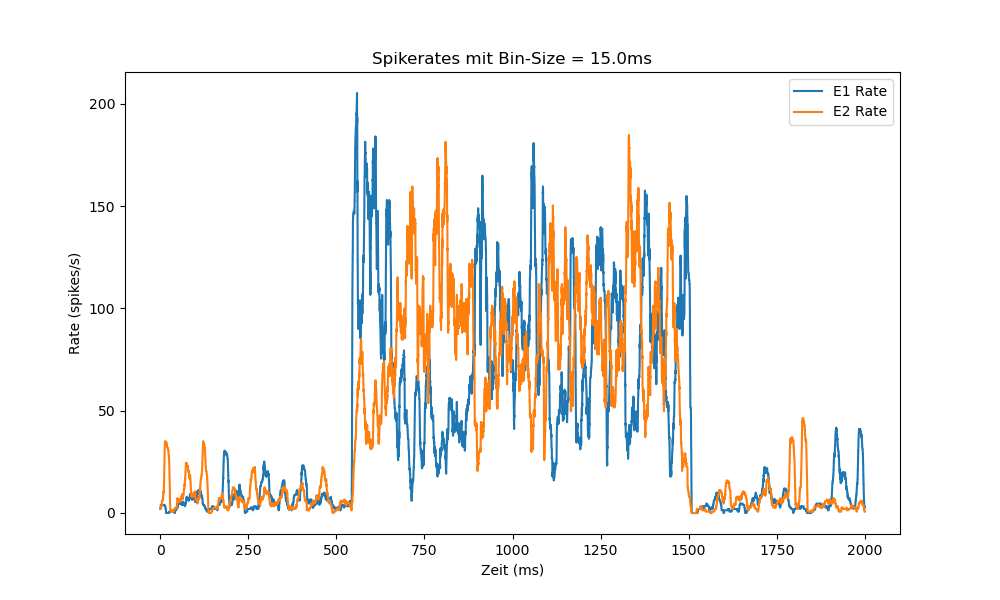 Spikerates mit Bin-Size = 15.0ms
E1 Rate
E2 Rate
Rate (spikes/s)
200
150
100
50
0
0 250 500 750 1000 1250 1500 1750 2000
Zeit (ms)